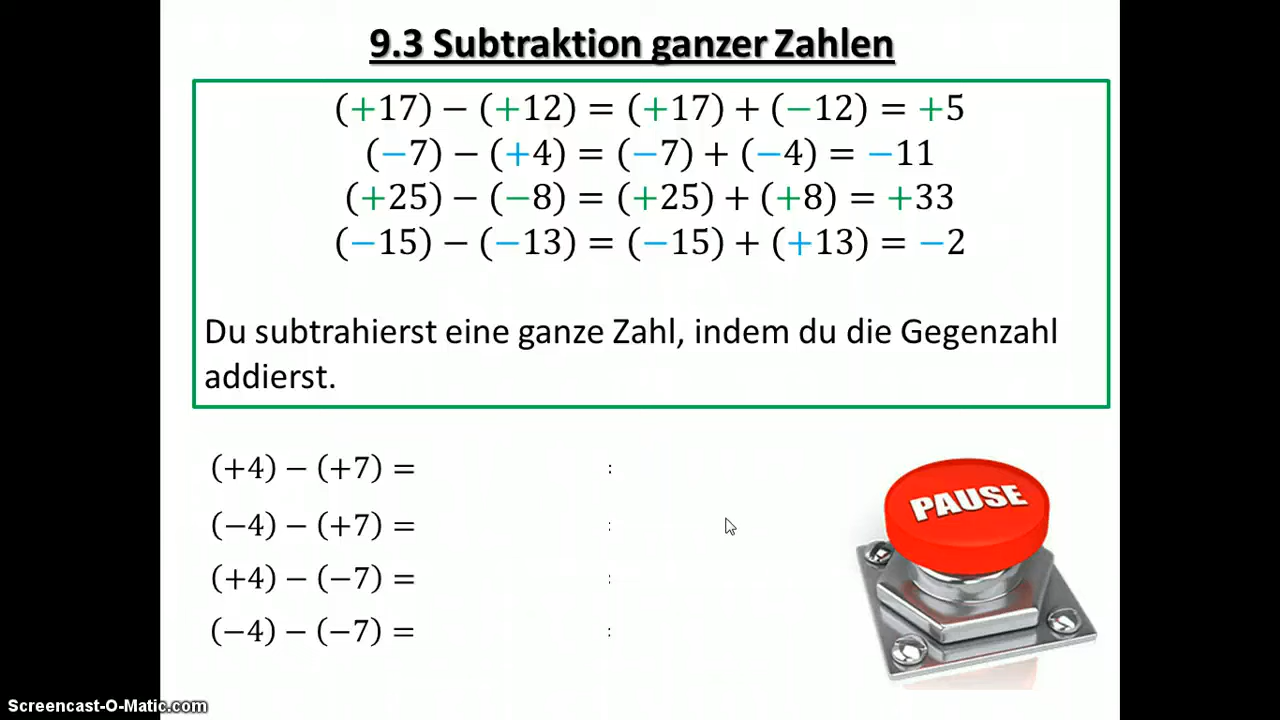 9.3 Subtraktion ganzer Zahlen
(+17) − (+12) = (+17) + (−12) = +5
(−7) − (+4) = (−7) + (−4) = −11
(+25) − (−8) = (+25) + (+8) = +33
(−15) − (−13) = (−15) + (+13) = −2
Du subtrahierst eine ganze Zahl, indem du die Gegenzahl
addierst.
(+4) − (+7) =
(−4) − (+7) =
(+4) − (−7) =
(−4) − (−7) =
PAUSE
Screencast-O-Matic.com